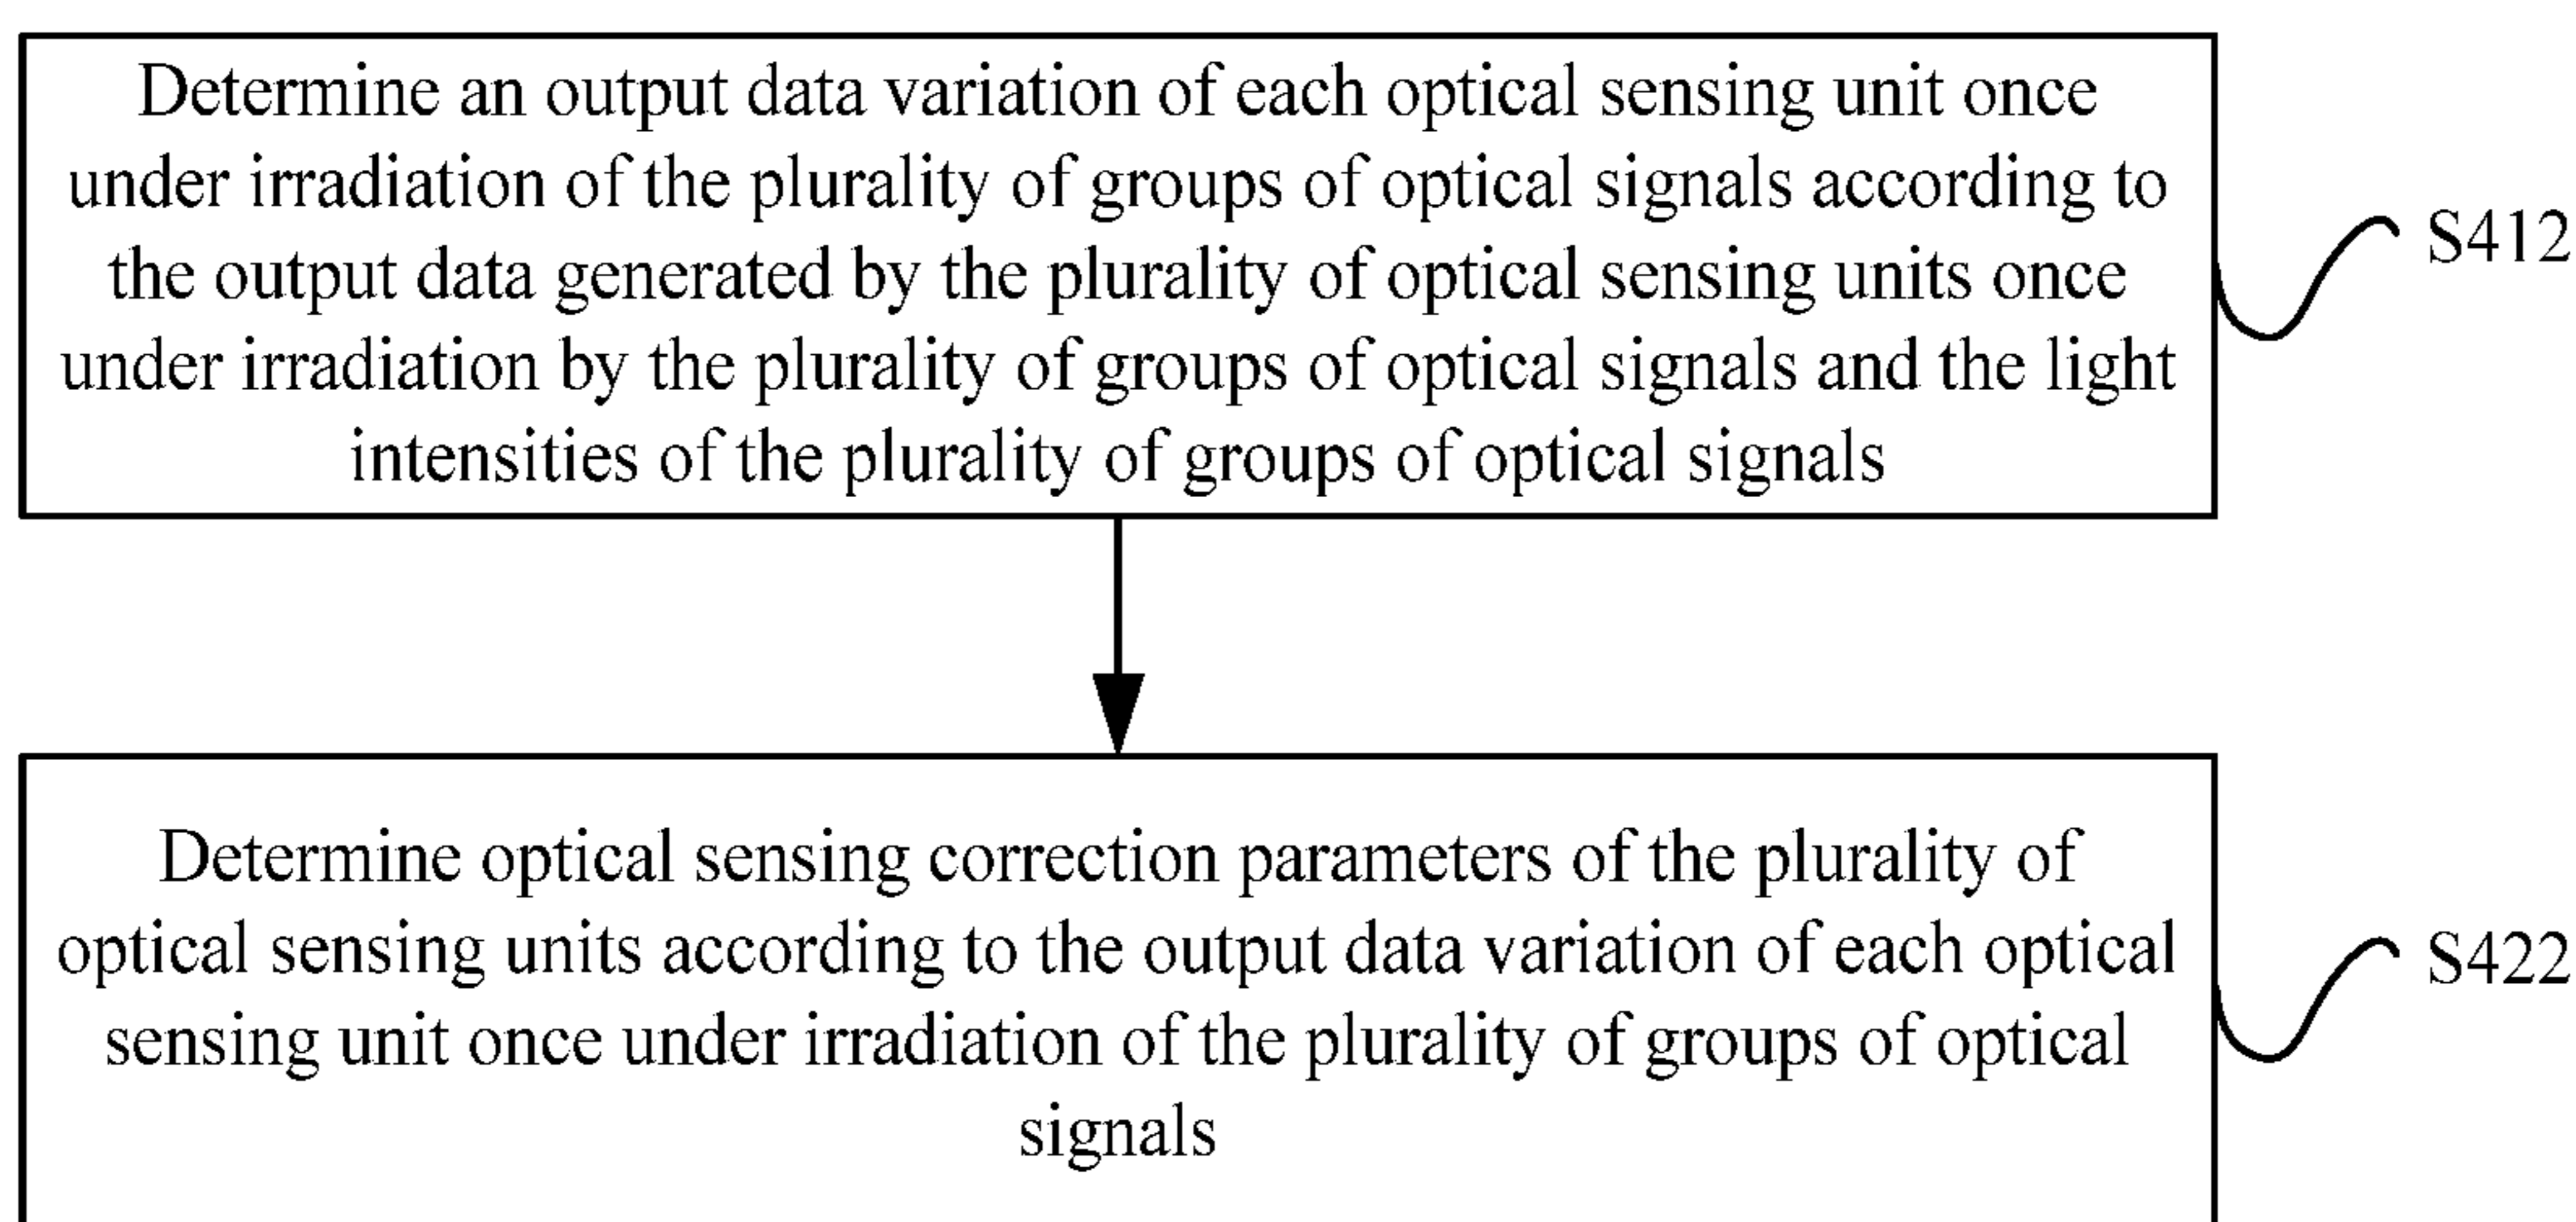 Determine an output data variation of each optical sensing unit once
under irradiation of the plurality of groups of optical signals according to
the output data generated by the plurality of optical sensing units once
under irradiation by the plurality of groups of optical signals and the light
intensities of the plurality of groups of optical signals
S412
Determine optical sensing correction parameters of the plurality of
optical sensing units according to the output data variation of each optical
sensing unit once under irradiation of the plurality of groups of optical
signals
S422